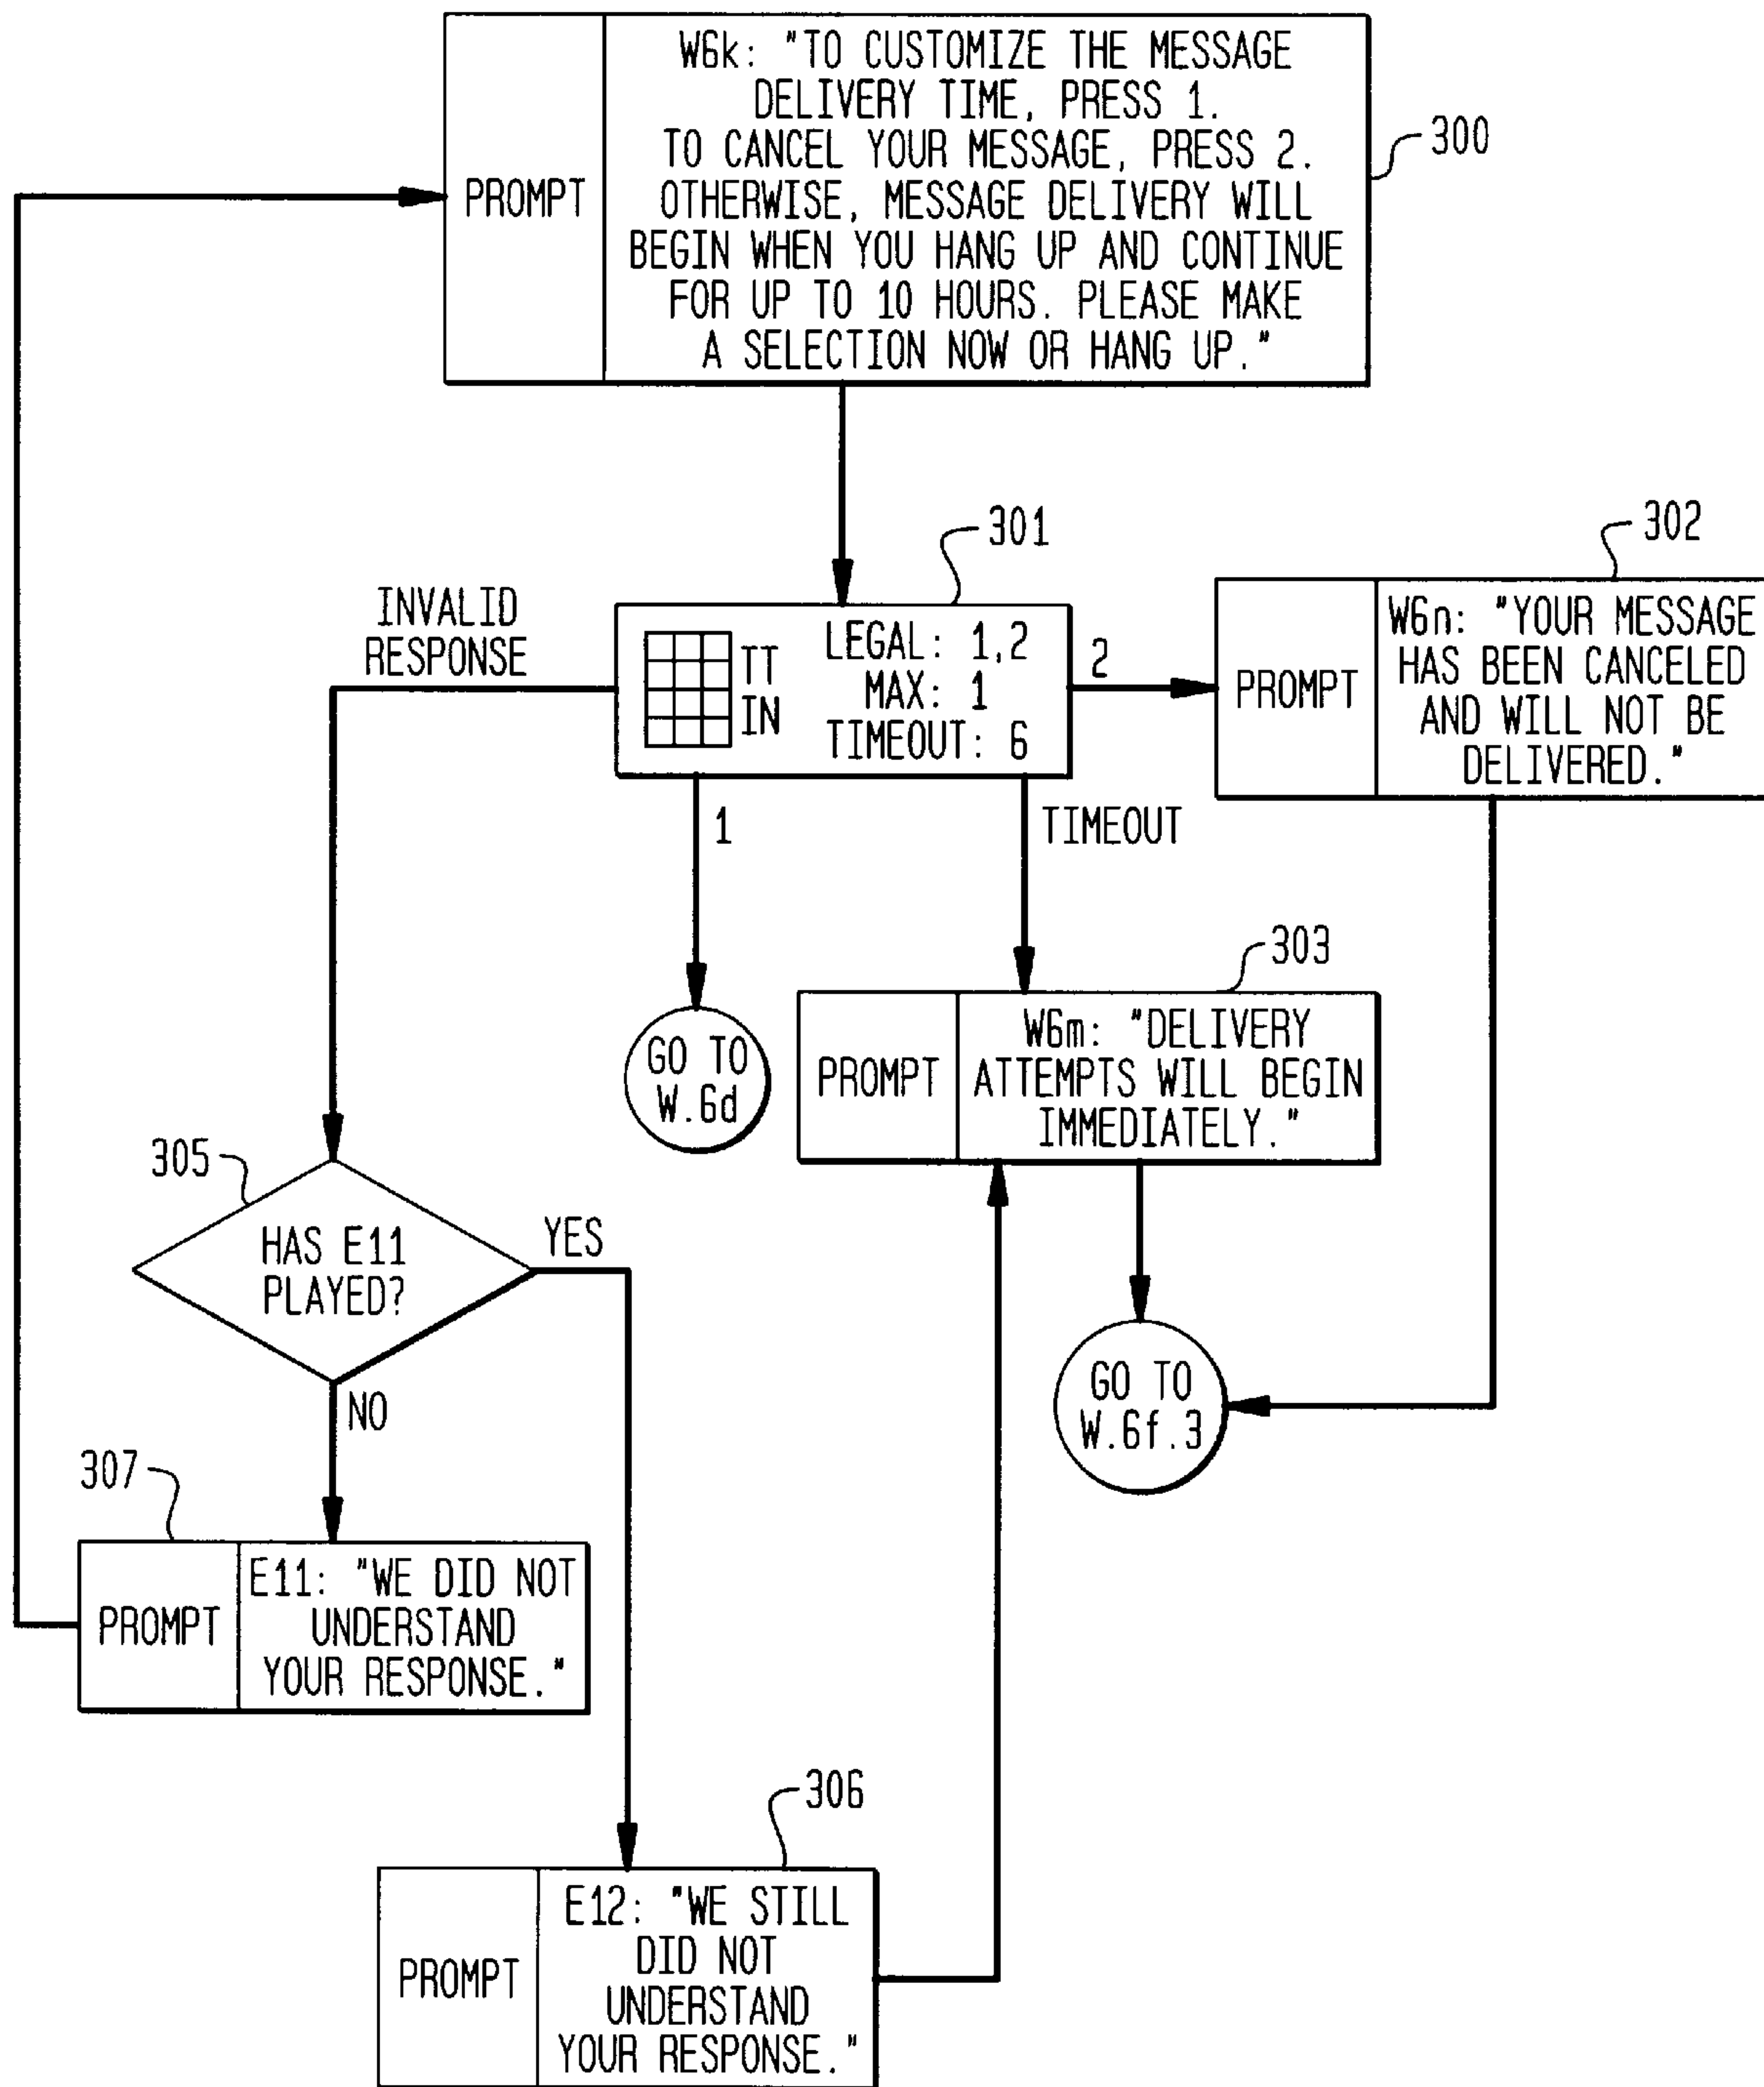 W6k: "TO CUSTOMIZE THE MESSAGE
DELIVERY TIME, PRESS 1.
TO CANCEL YOUR MESSAGE, PRESS 2.
OTHERWISE, MESSAGE DELIVERY WILL
BEGIN WHEN YOU HANG UP AND CONTINUE
FOR UP TO 10 HOURS. PLEASE MAKE
A SELECTION NOW OR HANG UP."
PROMPT
300
301
302
INVALID
RESPONSE
TT
IN
LEGAL: 1,2
MAX: 1
TIMEOUT: 6
2
PROMPT
W6n: "YOUR MESSAGE
HAS BEEN CANCELED
AND WILL NOT BE
DELIVERED."
1
TIMEOUT
303
GO TO
W.6d
PROMPT
W6m: "DELIVERY
ATTEMPTS WILL BEGIN
IMMEDIATELY."
305
HAS E11
PLAYED?
YES
NO
GO TO
W.6f.3
307
PROMPT
E11: "WE DID NOT
UNDERSTAND
YOUR RESPONSE."
306
PROMPT
E12: "WE STILL
DID NOT
UNDERSTAND
YOUR RESPONSE."